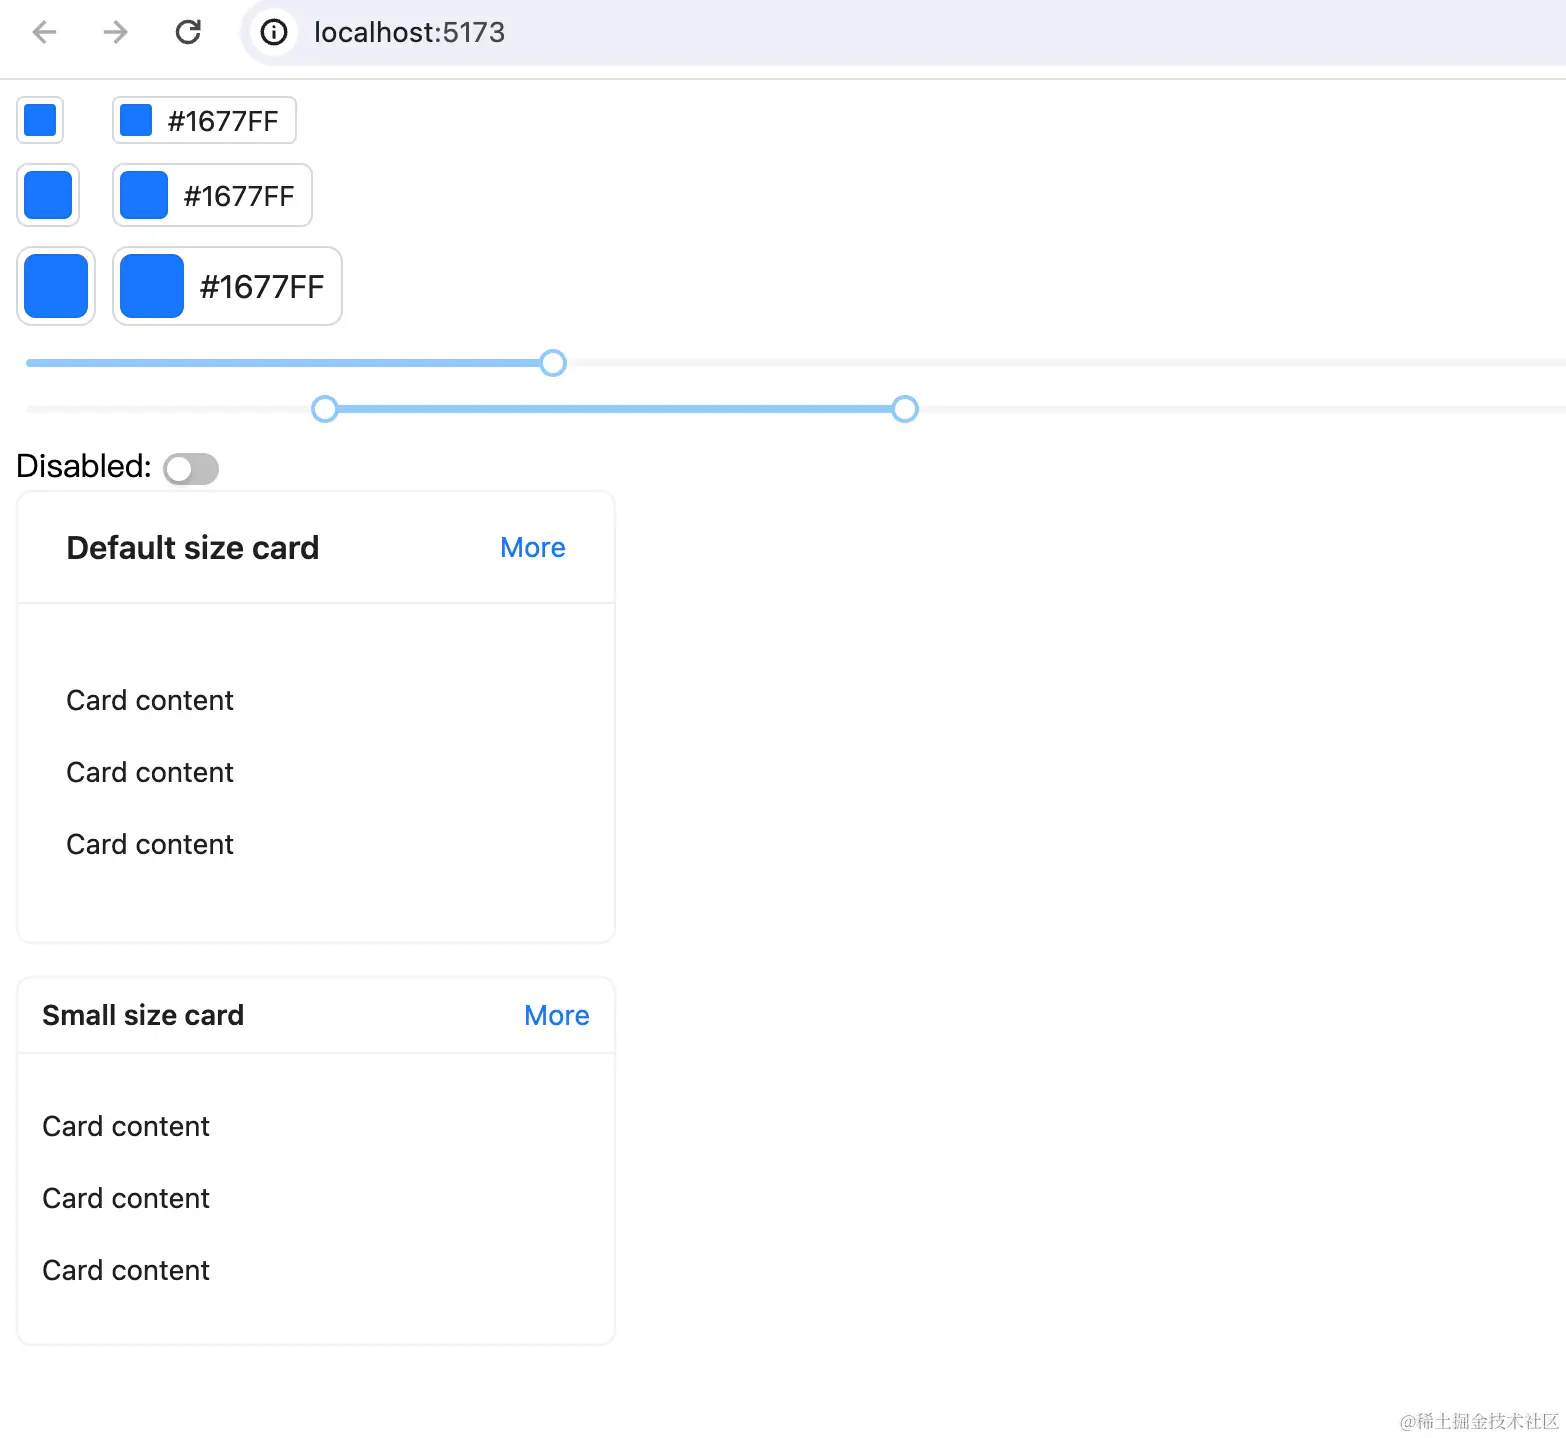 localhost:5173
#1677FF
#1677FF
#1677FF
Disabled:
Default size card More
Card content
Card content
Card content
Small size card More
Card content
Card content
Card content
@稀土掘金技术社区